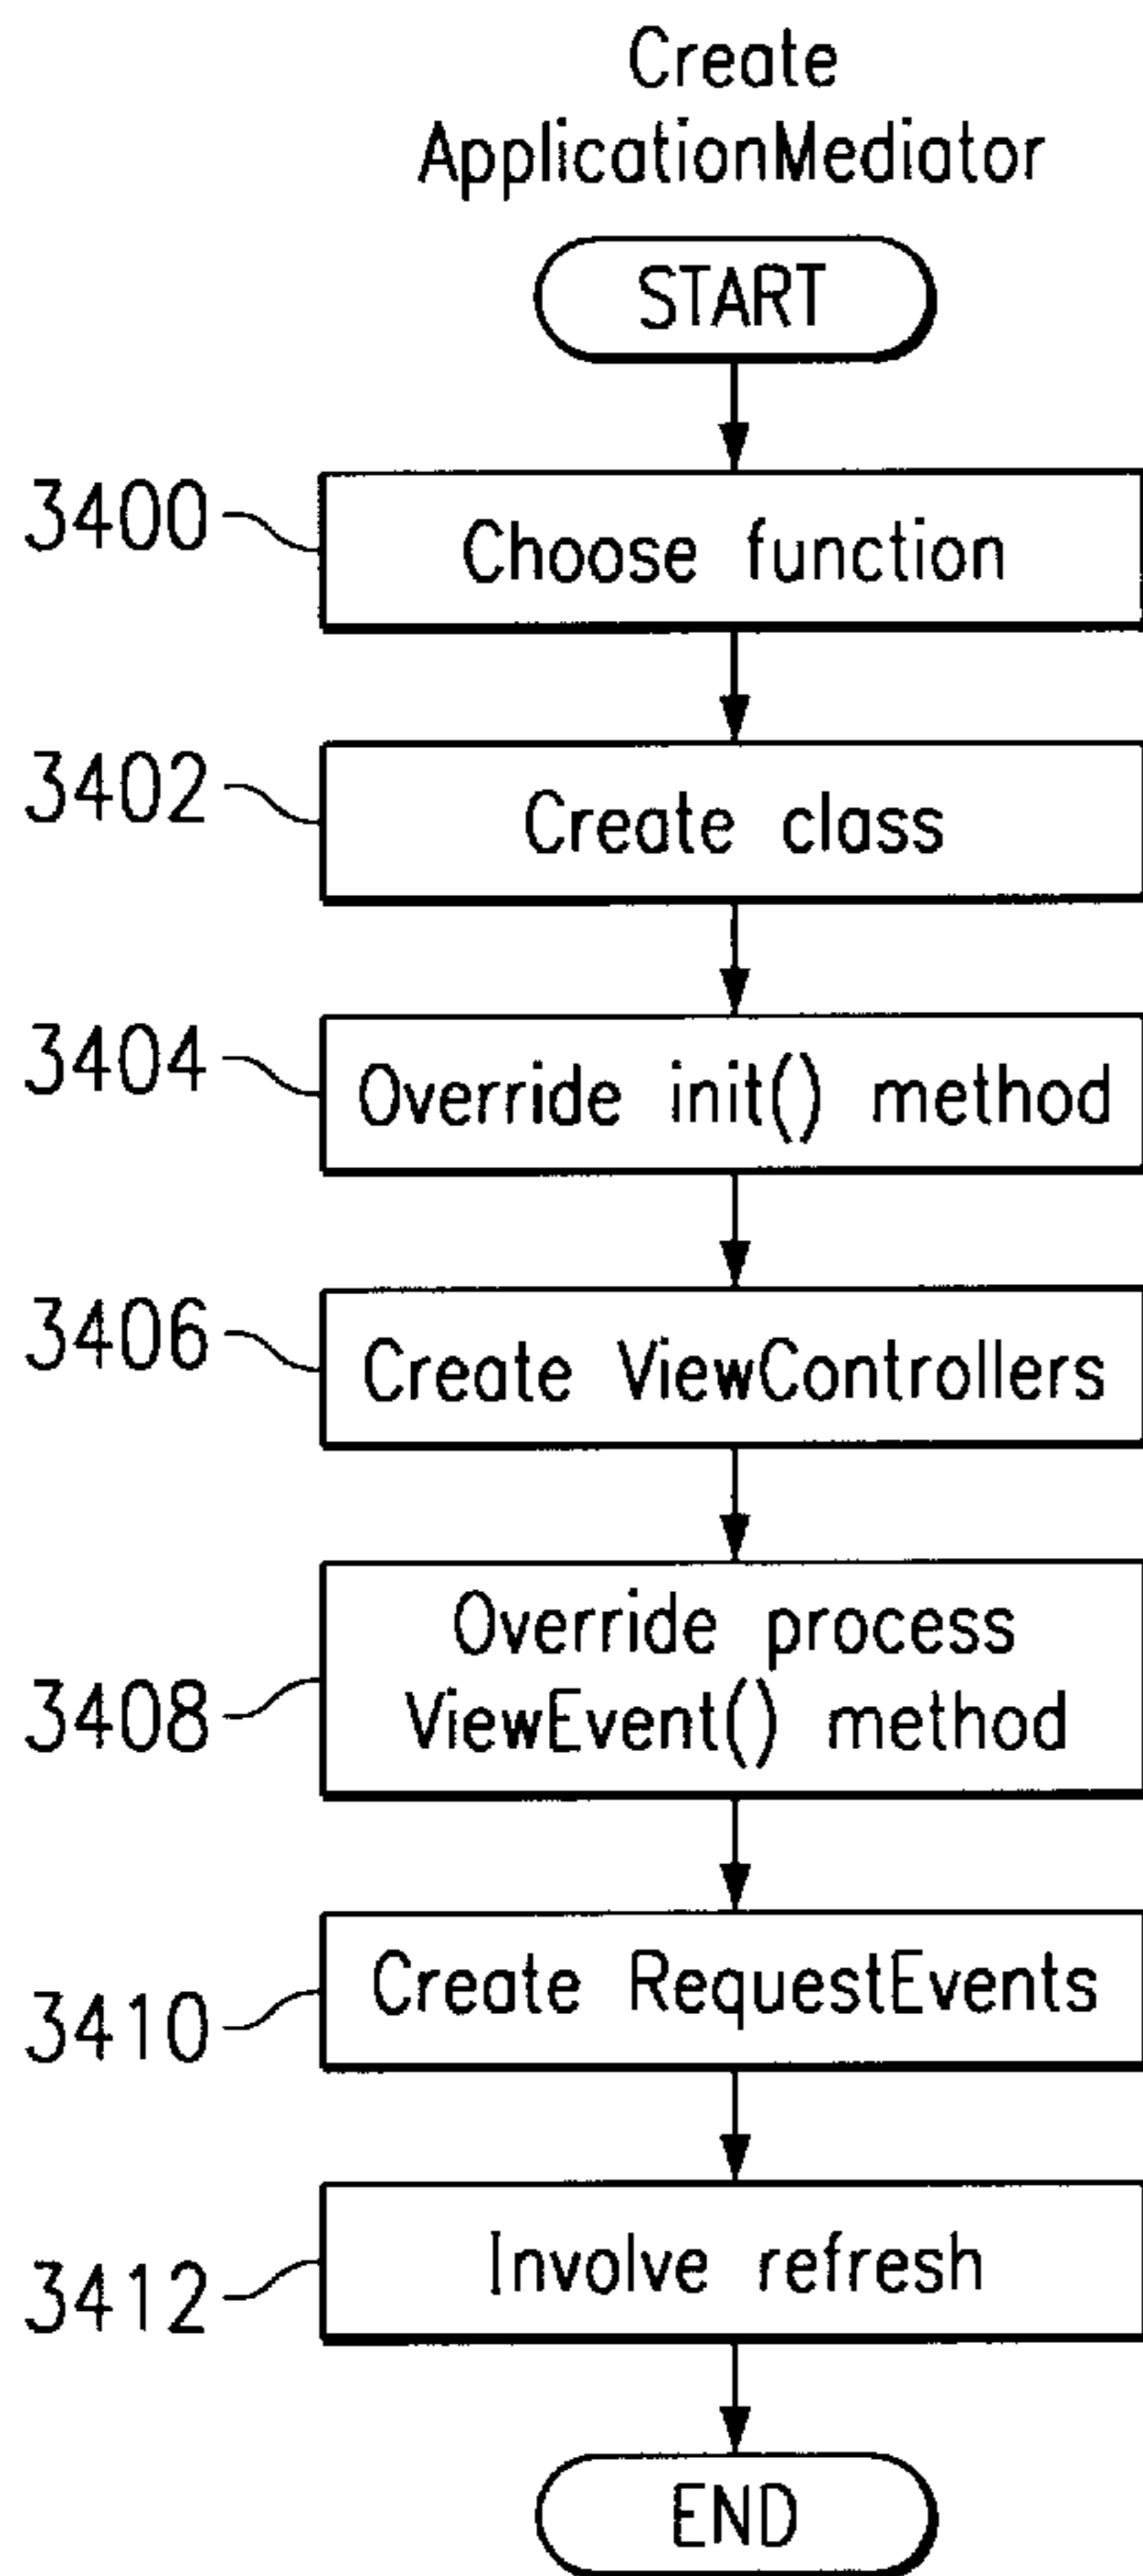 Create
ApplicationMediator
START
3400
Choose function
3402
Create class
3404
Override init() method
3406
Create ViewControllers
Override process
3408
ViewEvent() method
3410
Create RequestEvents
3412
Involve refresh
END